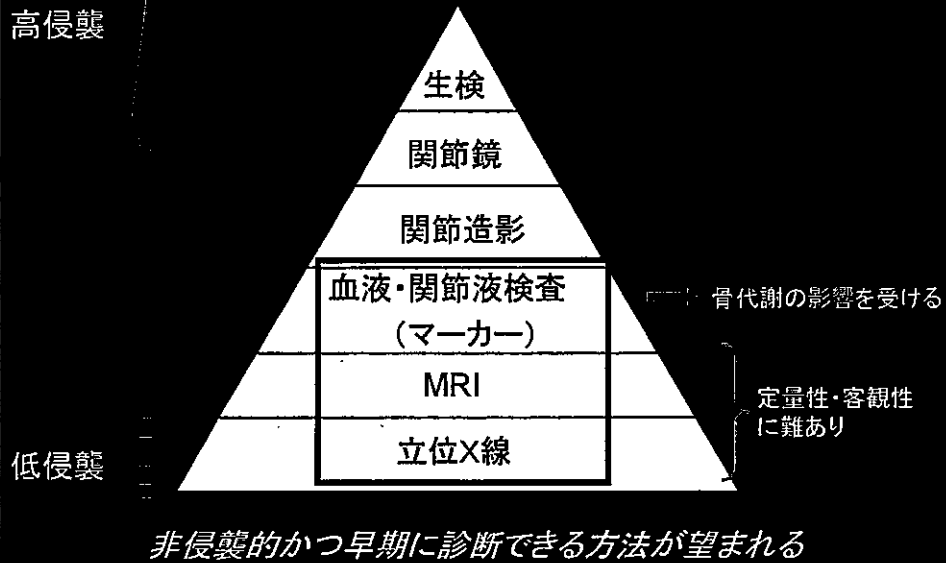 高侵襲
生検
関節鏡
関節造影
血液・関節液検査
(マーカー)
骨代謝の影響を受ける
MRI
定量性・客観性
に難あり
立位X線
低侵襲
非侵襲的かつ早期に診断できる方法が望まれる